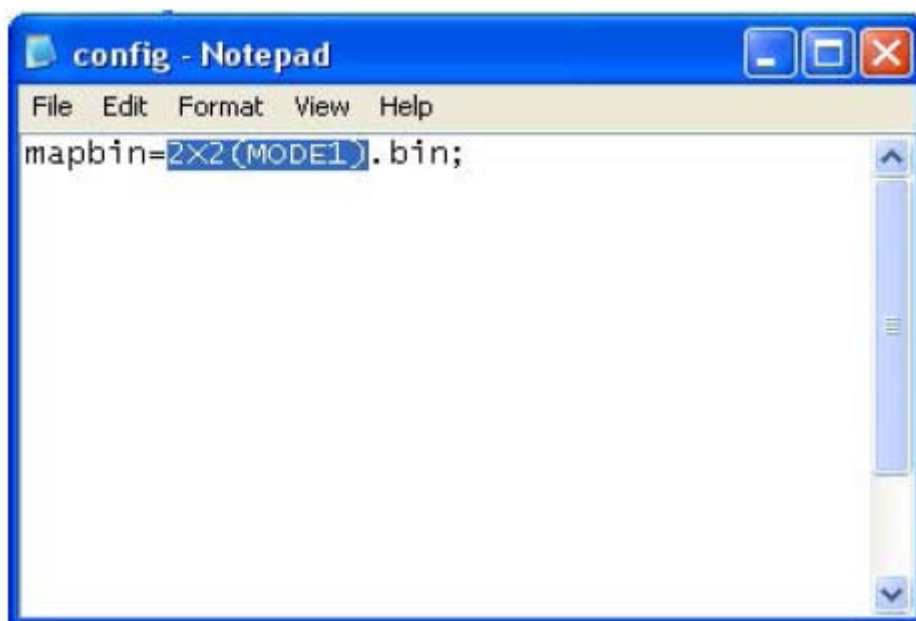 config - Notepad
File Edit Format View Help
mapbin=2X2(MODE1).bin;